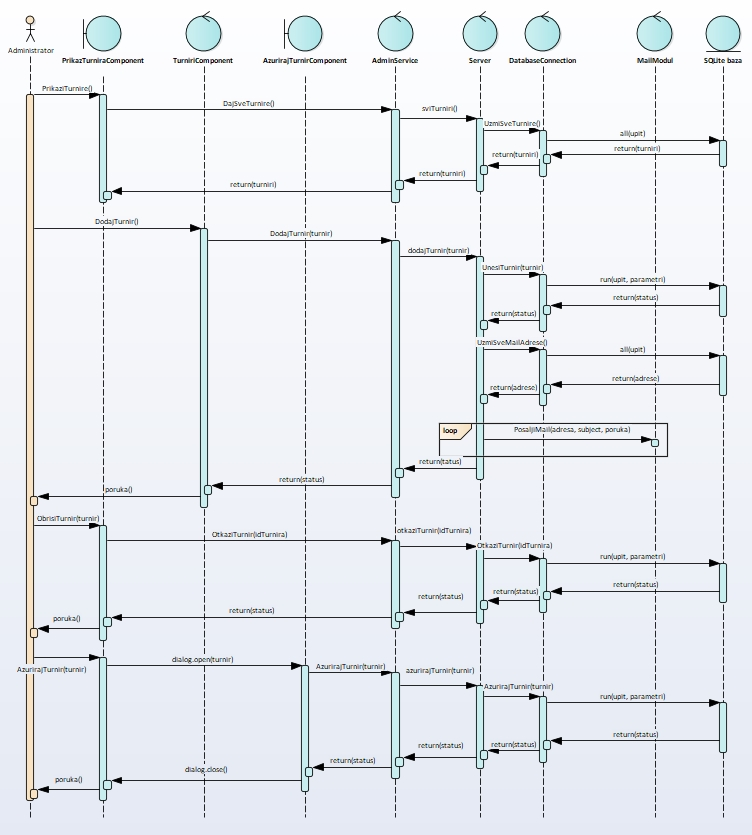 Administrator
PrikazTurniraComponent
TurniriComponent
AzurirajTurnirComponent
AdminService
Server
DatabaseConnection
MailModul
SQLite baza
PrikaziTurnire()
DajSveTurnire()
sviTurniri()
UzmiSveTurnire()
all(upit)
return(turniri)
return(turniri)
return(turniri)
return(turniri)
DodajTurnir()
DodajTurnir(turnir)
dodajTurnir(turnir)
UnesiTurnir(turnir)
run(upit, parametri)
return(status)
return(status)
UzmiSveMailAdrese()
all(upit)
return(adrese)
return(adrese)
loop
PosaljiMail(adresa, subject, poruka)
return(tatus)
return(status)
poruka()
ObrisiTurnir(turnir)
OtkaziTurnir(idTurnira)
otkaziTurnir(idTurnira)
OtkaziTurnir(idTurnira)
run(upit, parametri)
return(status)
return(status)
return(status)
return(status)
poruka()
AzurirajTurnir(turnir)
dialog.open(turnir)
AzurirajTurnir(turnir)
azurirajTurnir(turnir)
AzurirajTurnir(turnir)
run(upit, parametri)
return(status)
return(status)
return(status)
return(status)
dialog.close()
poruka()